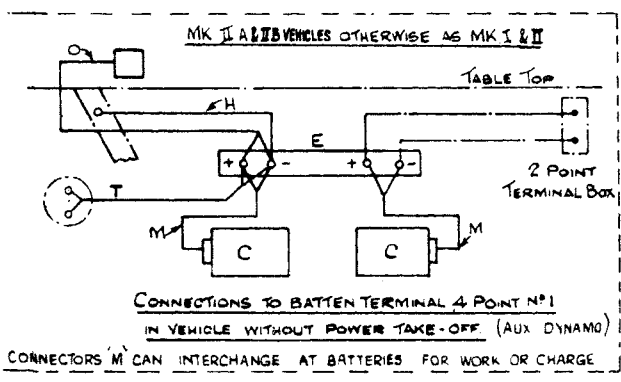 MK II A & II B VEHICLES OTHERWISE AS MK I & II
O
TABLE TOP
H
E
+ - + -
2 POINT
TERMINAL BOX
T
M
M
C
C
CONNECTIONS TO BATTEN TERMINAL 4 POINT Nº1
IN VEHICLE WITHOUT POWER TAKE-OFF. (AUX DYNAMO)
CONNECTORS 'M' CAN INTERCHANGE AT BATTERIES FOR WORK OR CHARGE